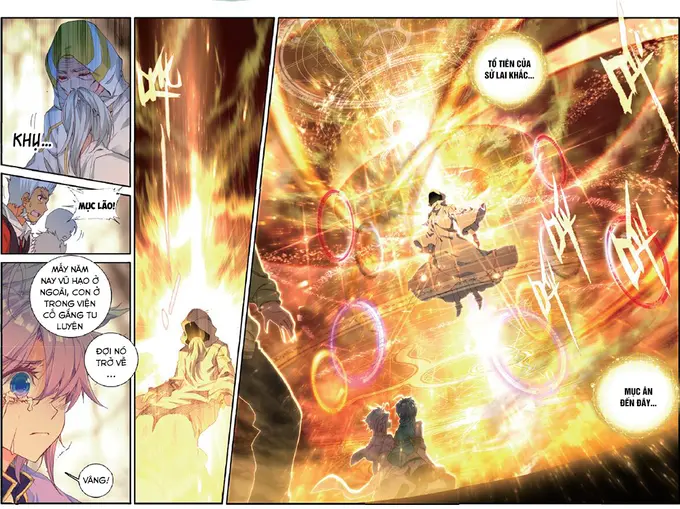 KHỤ...
MỤC LÃO!
MẤY NĂM
NAY VŨ HẠO Ở
NGOÀI, CON Ở
TRONG VIỆN
CỐ GẮNG TU
LUYỆN
ĐỢI NÓ
TRỞ VỀ
...
VÂNG!
TỔ TIÊN CỦA
SỬ LAI KHẮC...
MỤC ÂN
ĐẾN ĐÂY...